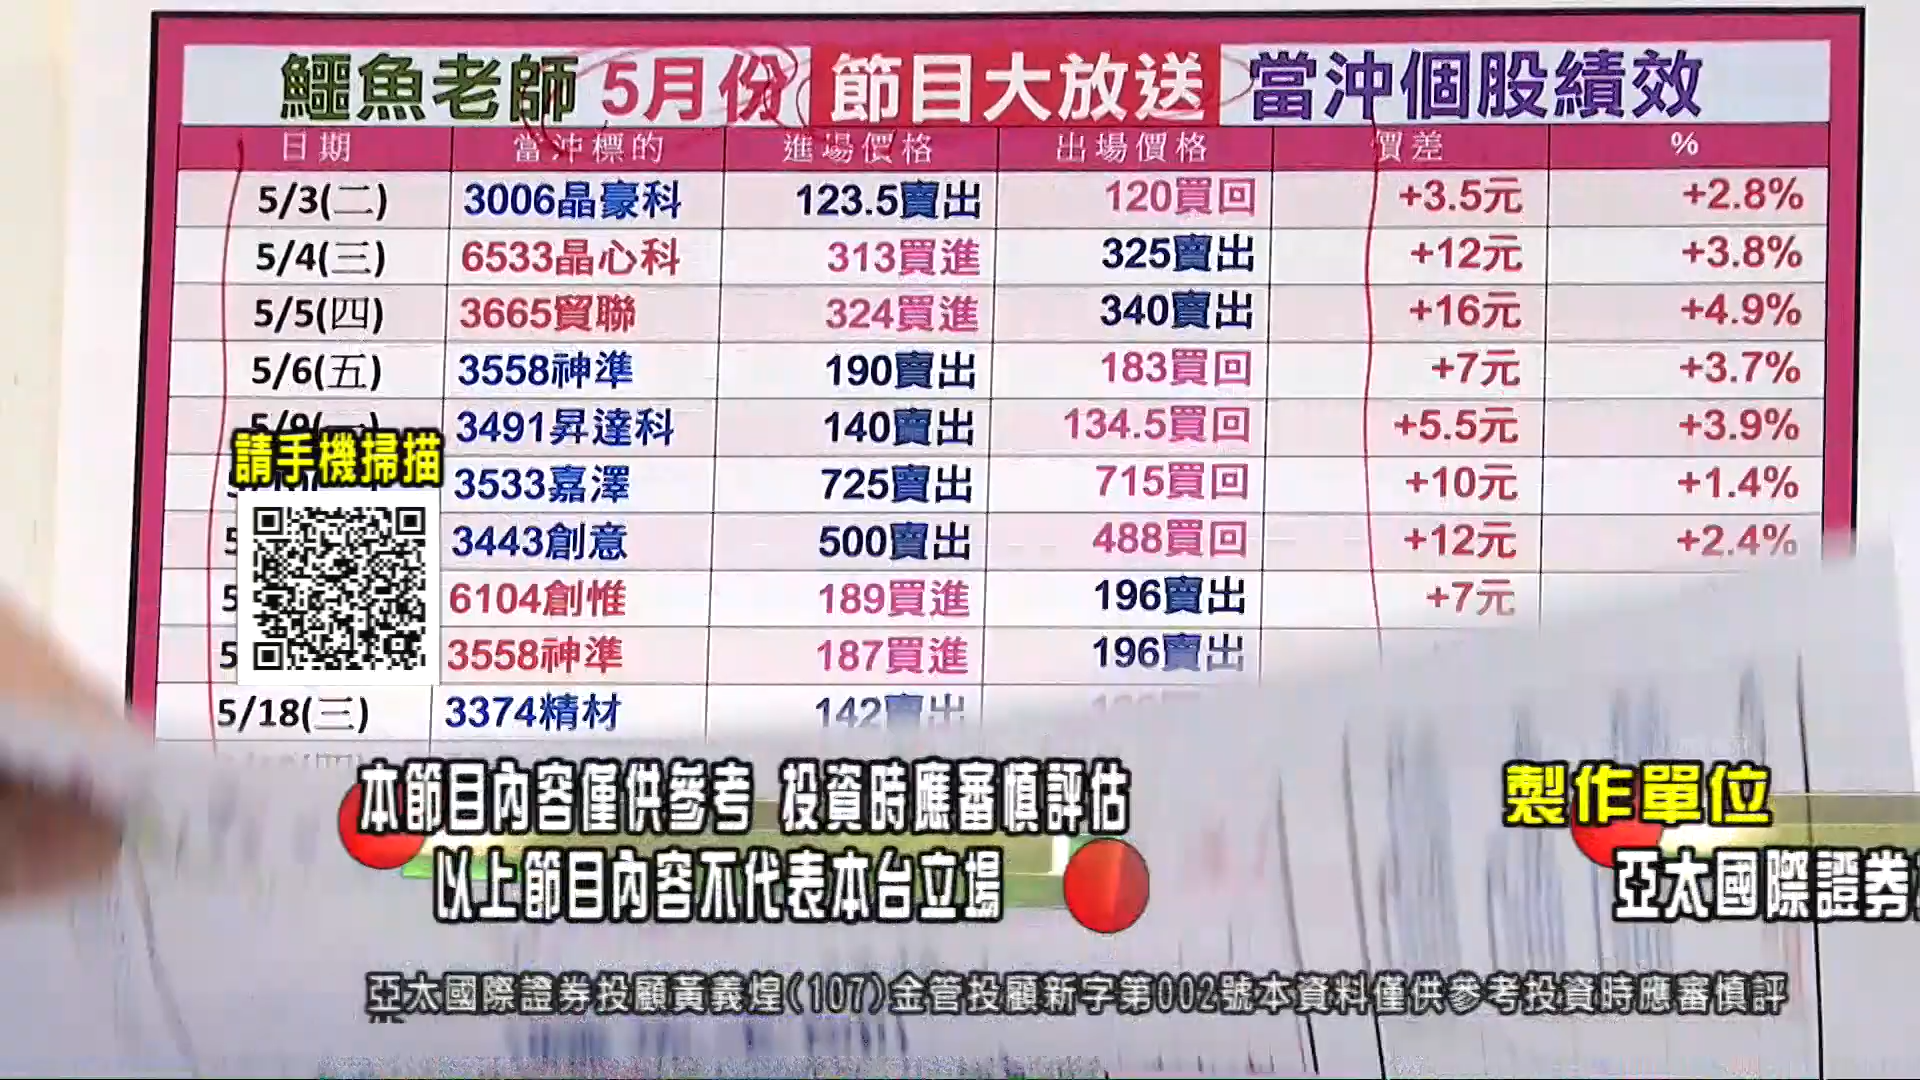 鱷魚老師 5月份 節目大放送 當沖個股績效
日期 當沖標的 進場價格 出場價格 價差 %
5/3(二) 3006晶豪科 123.5賣出 120買回 +3.5元 +2.8%
5/4(三) 6533晶心科 313買進 325賣出 +12元 +3.8%
5/5(四) 3665貿聯 324買進 340賣出 +16元 +4.9%
5/6(五) 3558神準 190賣出 183買回 +7元 +3.7%
5/9(一) 3491昇達科 140賣出 134.5買回 +5.5元 +3.9%
請手機掃描
3533嘉澤 725賣出 715買回 +10元 +1.4%
3443創意 500賣出 488買回 +12元 +2.4%
6104創惟 189買進 196賣出 +7元
3558神準 187買進 196賣出
5/18(三) 3374精材 142賣出
本節目內容僅供參考 投資時應審慎評估
以上節目內容不代表本台立場
製作單位
亞太國際證券
亞太國際證券投顧黃義煌(107)金管投顧新字第002號本資料僅供參考投資時應審慎評